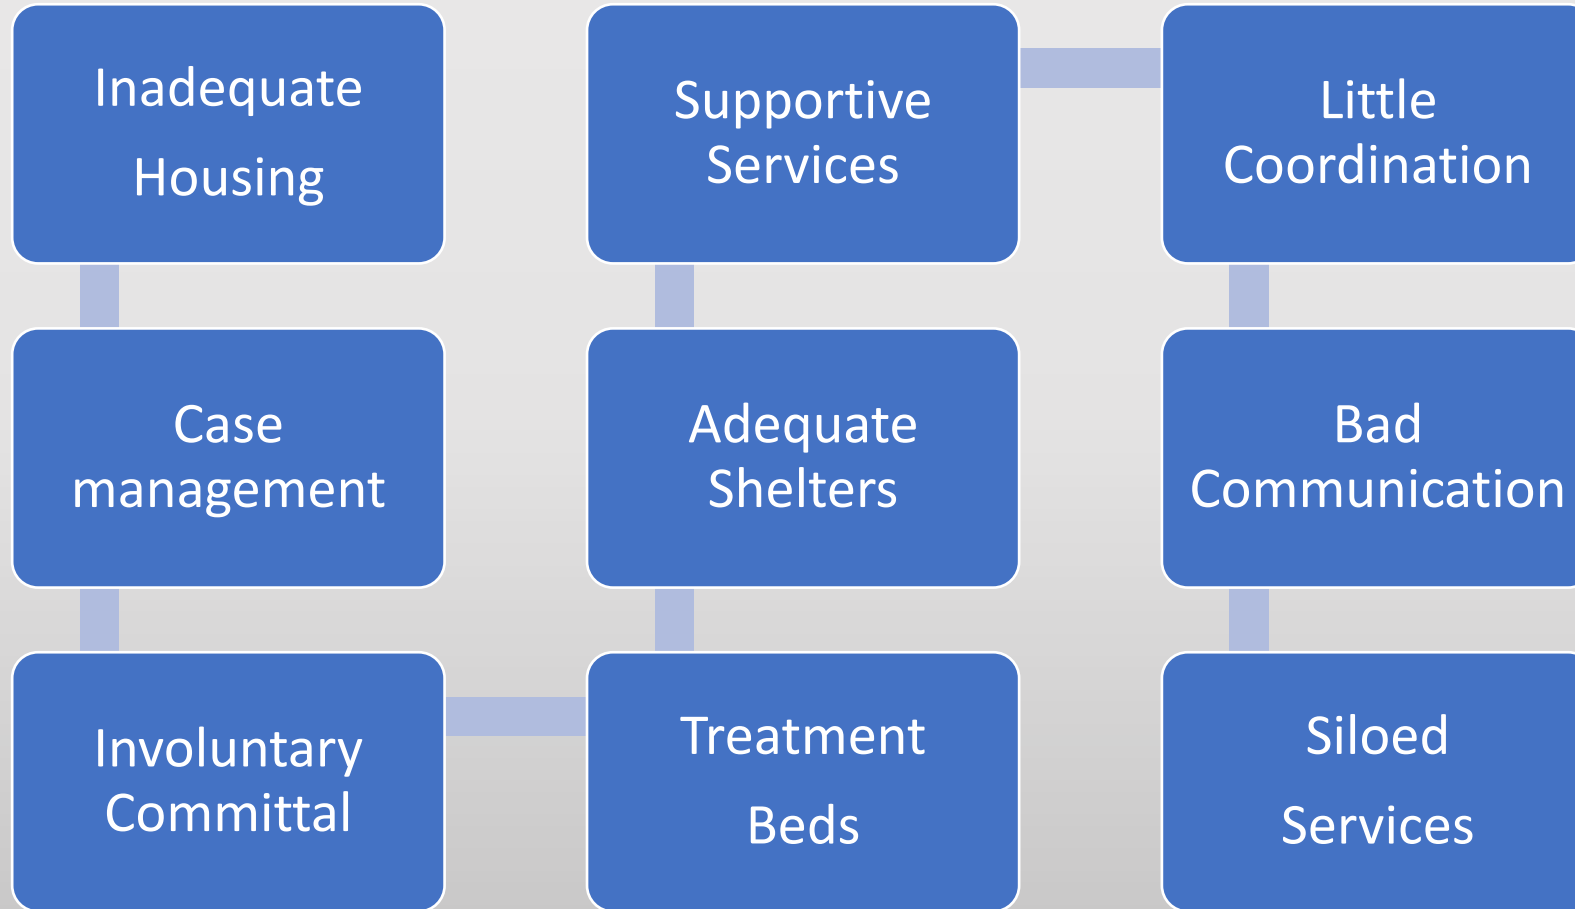 Inadequate
Housing
Case
management
Involuntary
Committal
Treatment
Beds
Adequate
Shelters
Supportive
Services
Little
Coordination
Bad
Communication
Siloed
Services